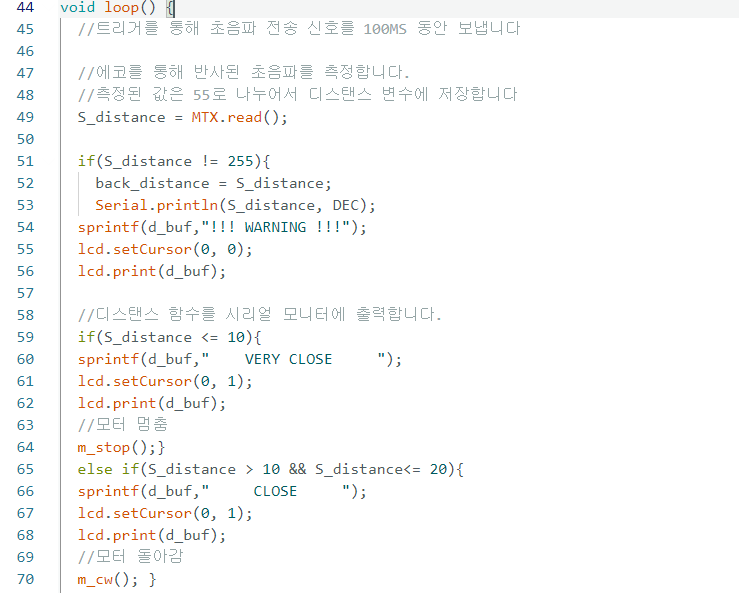 44 void loop() {
45 //트리거를 통해 초음파 전송 신호를 100MS 동안 보냅니다
46
47 //에코를 통해 반사된 초음파를 측정합니다.
48 //측정된 값은 55로 나누어서 디스탠스 변수에 저장합니다
49 S_distance = MTX.read();
50
51 if(S_distance != 255){
52 back_distance = S_distance;
53 Serial.println(S_distance, DEC);
54 sprintf(d_buf,"!!! WARNING !!!");
55 lcd.setCursor(0, 0);
56 lcd.print(d_buf);
57
58 //디스탠스 함수를 시리얼 모니터에 출력합니다.
59 if(S_distance <= 10){
60 sprintf(d_buf,"    VERY CLOSE     ");
61 lcd.setCursor(0, 1);
62 lcd.print(d_buf);
63 //모터 멈춤
64 m_stop();}
65 else if(S_distance > 10 && S_distance<= 20){
66 sprintf(d_buf,"     CLOSE     ");
67 lcd.setCursor(0, 1);
68 lcd.print(d_buf);
69 //모터 돌아감
70 m_cw(); }